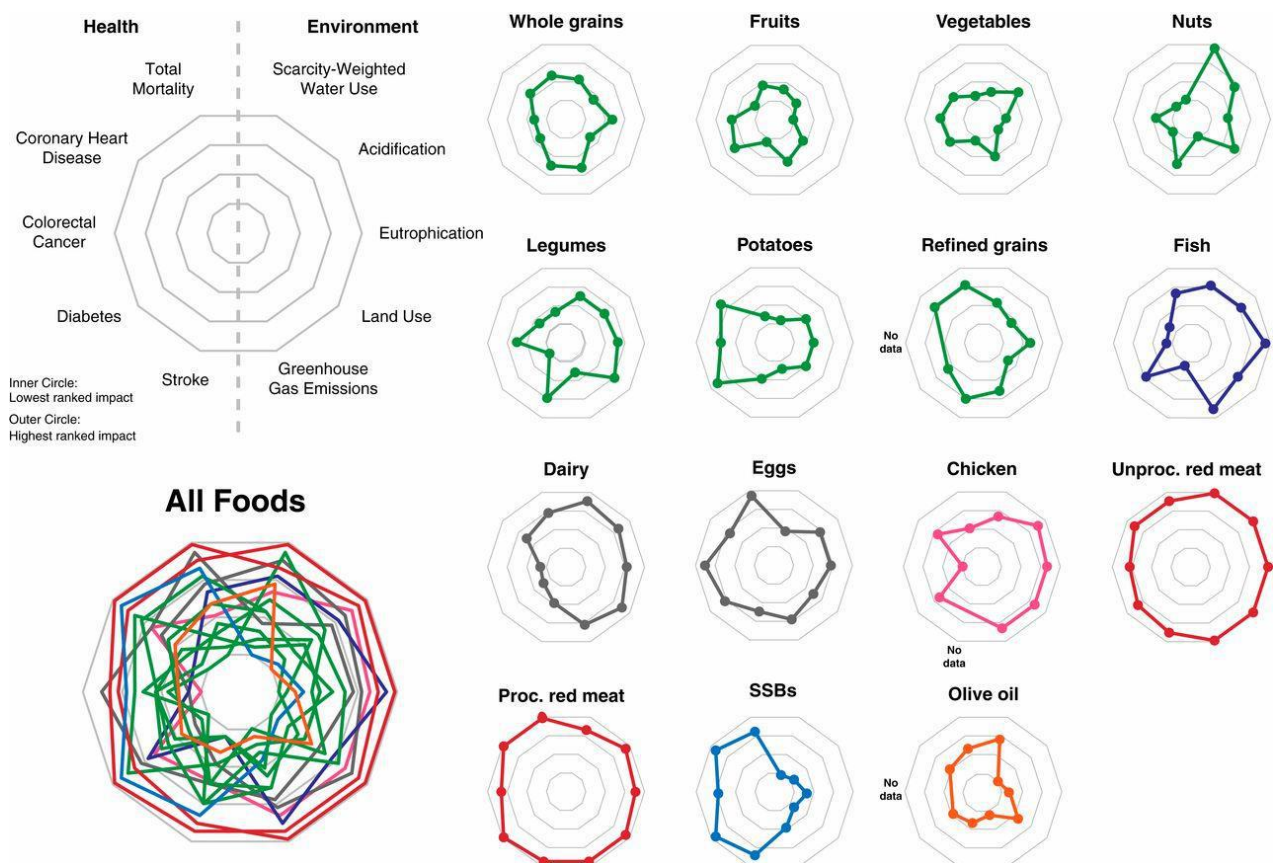 Health
Environment
Total
Mortality
Scarcity-Weighted
Water Use
Coronary Heart
Disease
Acidification
Colorectal
Cancer
Eutrophication
Diabetes
Land Use
Stroke
Greenhouse
Gas Emissions
Inner Circle:
Lowest ranked impact
Outer Circle:
Highest ranked impact
All Foods
Whole grains
Fruits
Vegetables
Nuts
Legumes
Potatoes
Refined grains
No
data
Fish
Dairy
Eggs
Chicken
No
data
Unproc. red meat
Proc. red meat
SSBs
Olive oil
No
data